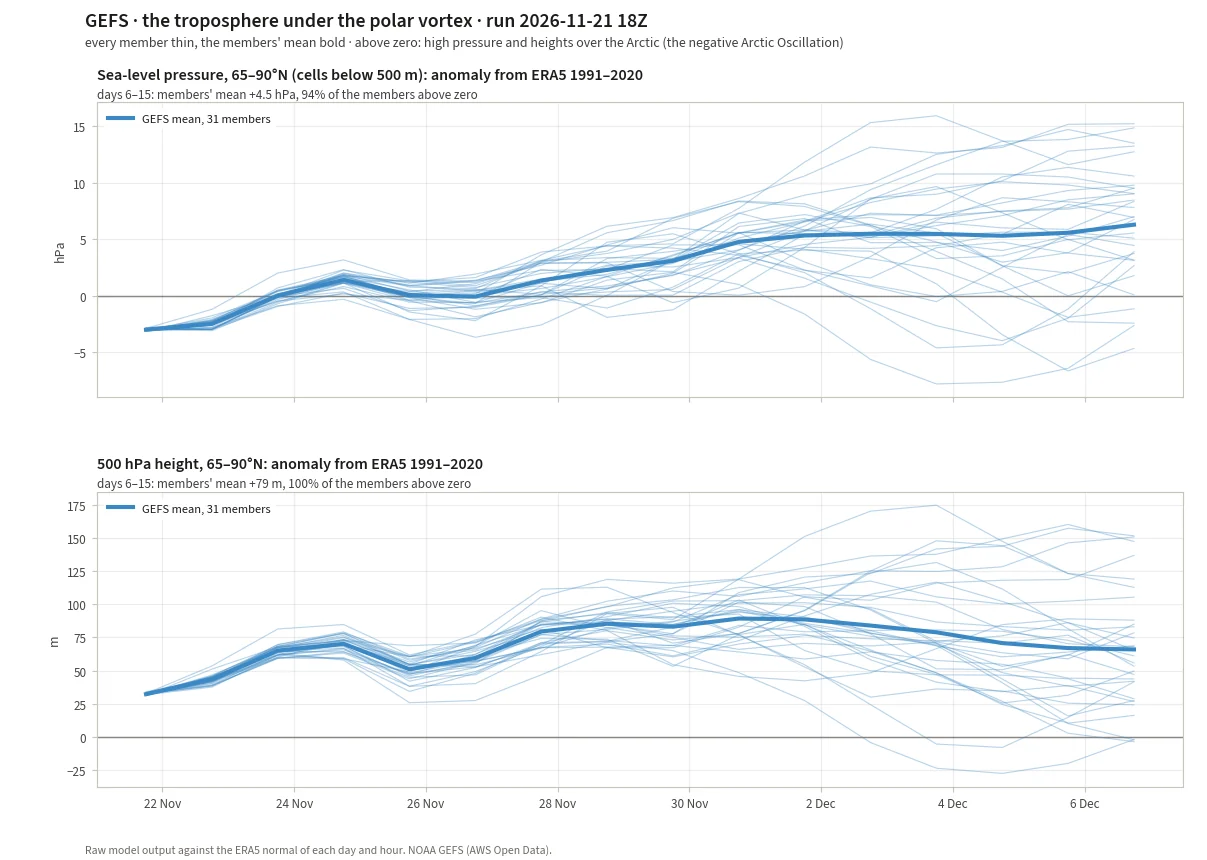 GEFS · the troposphere under the polar vortex · run 2026-11-21 18Z
every member thin, the members' mean bold · above zero: high pressure and heights over the Arctic (the negative Arctic Oscillation)
Sea-level pressure, 65–90°N (cells below 500 m): anomaly from ERA5 1991–2020
days 6–15: members' mean +4.5 hPa, 94% of the members above zero
GEFS mean, 31 members
15
10
5
0
−5
hPa
500 hPa height, 65–90°N: anomaly from ERA5 1991–2020
days 6–15: members' mean +79 m, 100% of the members above zero
GEFS mean, 31 members
175
150
125
100
75
50
25
0
−25
m
22 Nov 24 Nov 26 Nov 28 Nov 30 Nov 2 Dec 4 Dec 6 Dec
Raw model output against the ERA5 normal of each day and hour. NOAA GEFS (AWS Open Data).